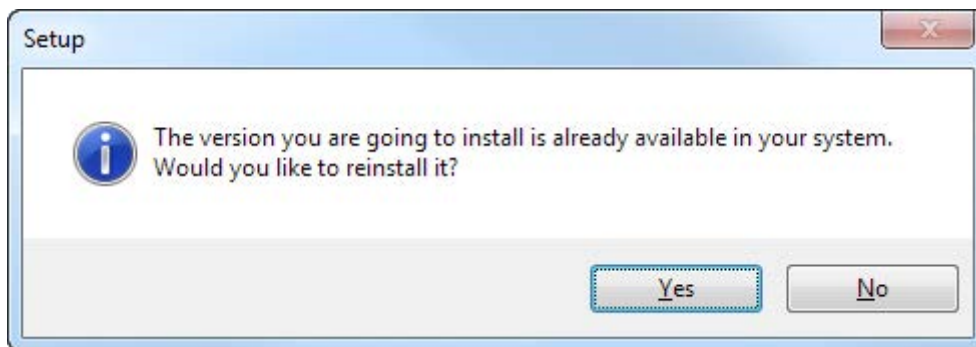 Setup
The version you are going to install is already available in your system.
Would you like to reinstall it?
Yes No